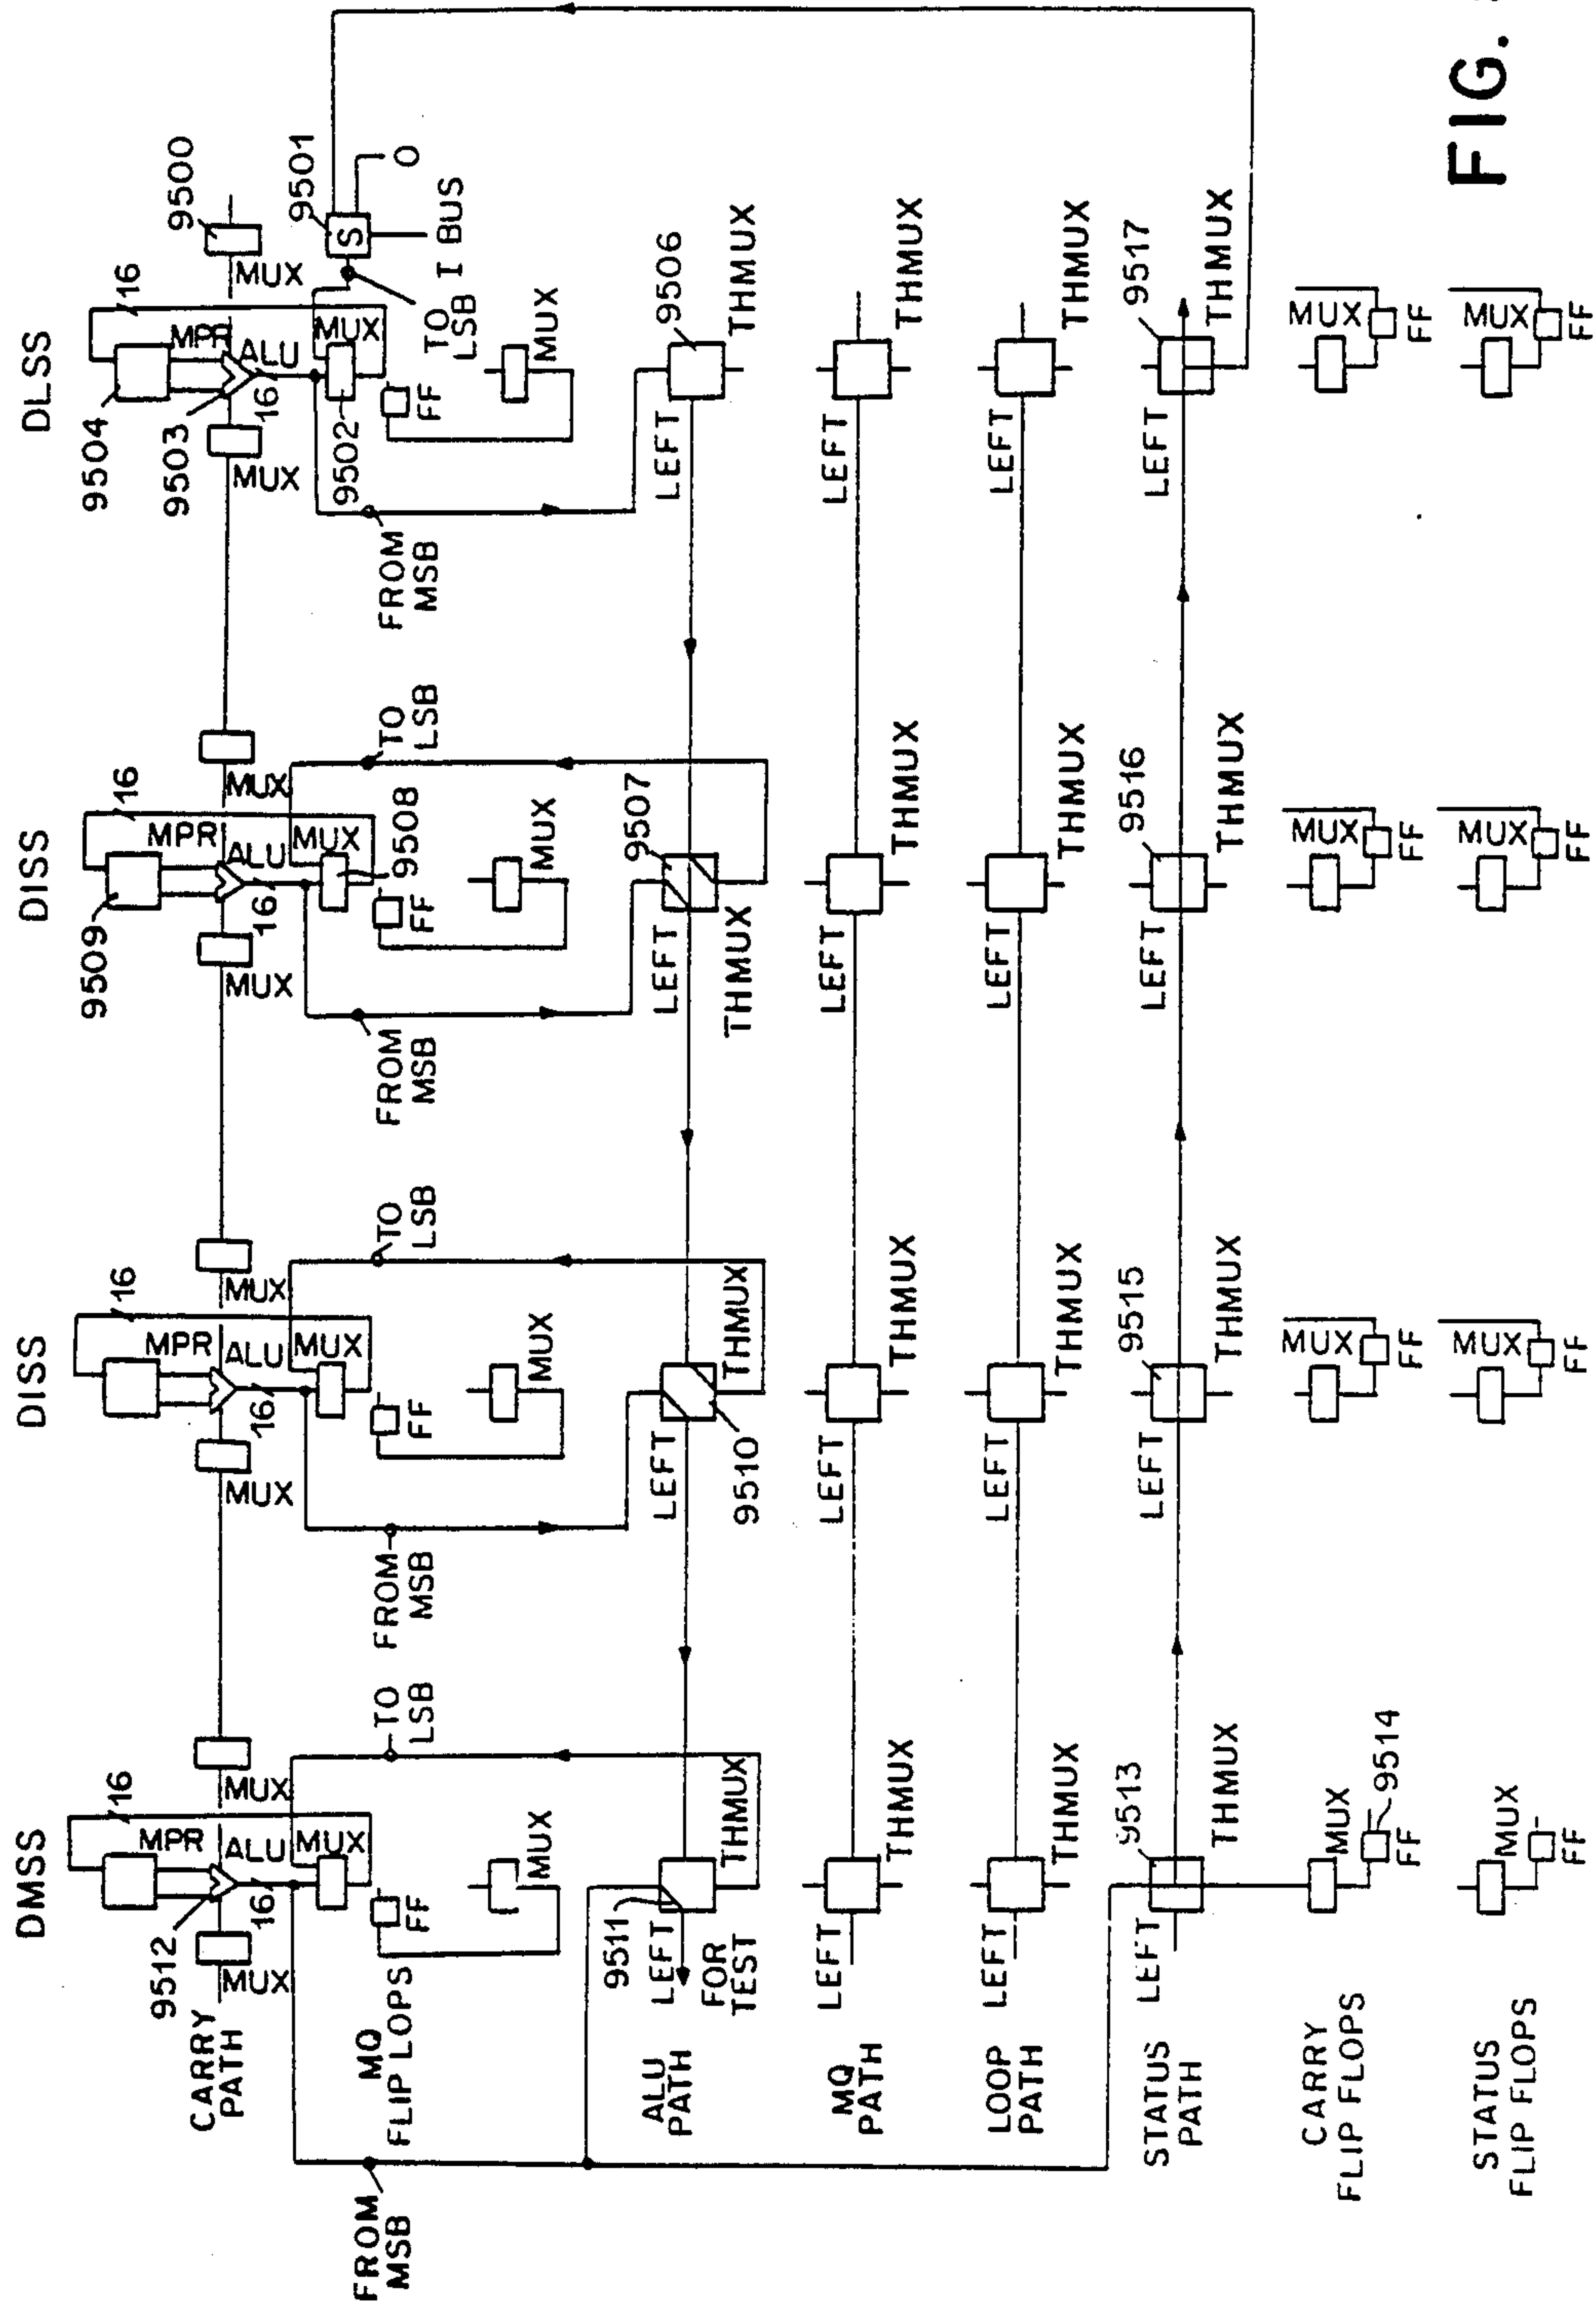 DMSS
DISS
DISS
DLSS
9509
9504
16
16
16
16
9512
9503
9500
MPR
MPR
MPR
MPR
CARRY
PATH
MUX
ALU
MUX
MUX
ALU
MUX
MUX
ALU
MUX
MUX
ALU
MUX
16
16
16
16
MUX
MUX
MUX
MUX
9502
9501
FROM
MSB
MQ
FLIP FLOPS
FF
TO
LSB
FROM
MSB
FF
TO
LSB
FROM
MSB
FF
9508
TO
LSB
FROM
MSB
FF
TO
LSB
I BUS
O
MUX
MUX
MUX
MUX
9511
9507
9506
ALU
PATH
LEFT
FOR
TEST
THMUX
LEFT
9510
THMUX
LEFT
THMUX
LEFT
THMUX
MQ
PATH
LEFT
THMUX
LEFT
THMUX
LEFT
THMUX
LEFT
THMUX
LOOP
PATH
LEFT
THMUX
LEFT
THMUX
LEFT
THMUX
LEFT
THMUX
9513
9515
9516
9517
STATUS
PATH
LEFT
THMUX
LEFT
THMUX
LEFT
THMUX
LEFT
THMUX
CARRY
FLIP FLOPS
MUX
FF
9514
MUX
FF
MUX
FF
MUX
FF
STATUS
FLIP FLOPS
MUX
FF
MUX
FF
MUX
FF
MUX
FF
S
FIG.